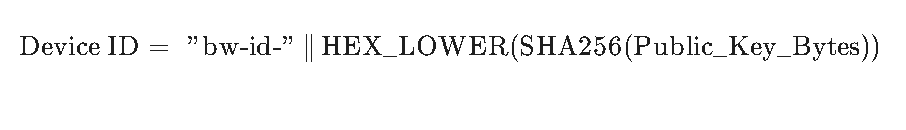 Device ID = ”bw-id-” ∥ HEX_LOWER(SHA256(Public_Key_Bytes))